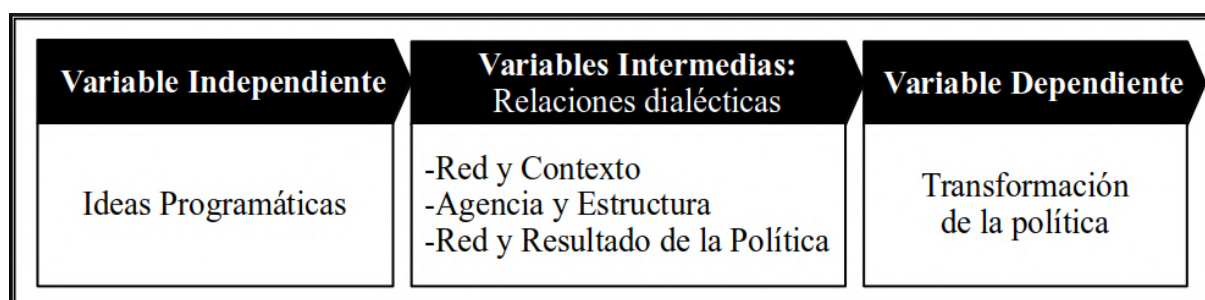 Variable Independiente
Ideas Programáticas
Variables Intermedias:
Relaciones dialécticas
-Red y Contexto
-Agencia y Estructura
-Red y Resultado de la Política
Variable Dependiente
Transformación
de la política